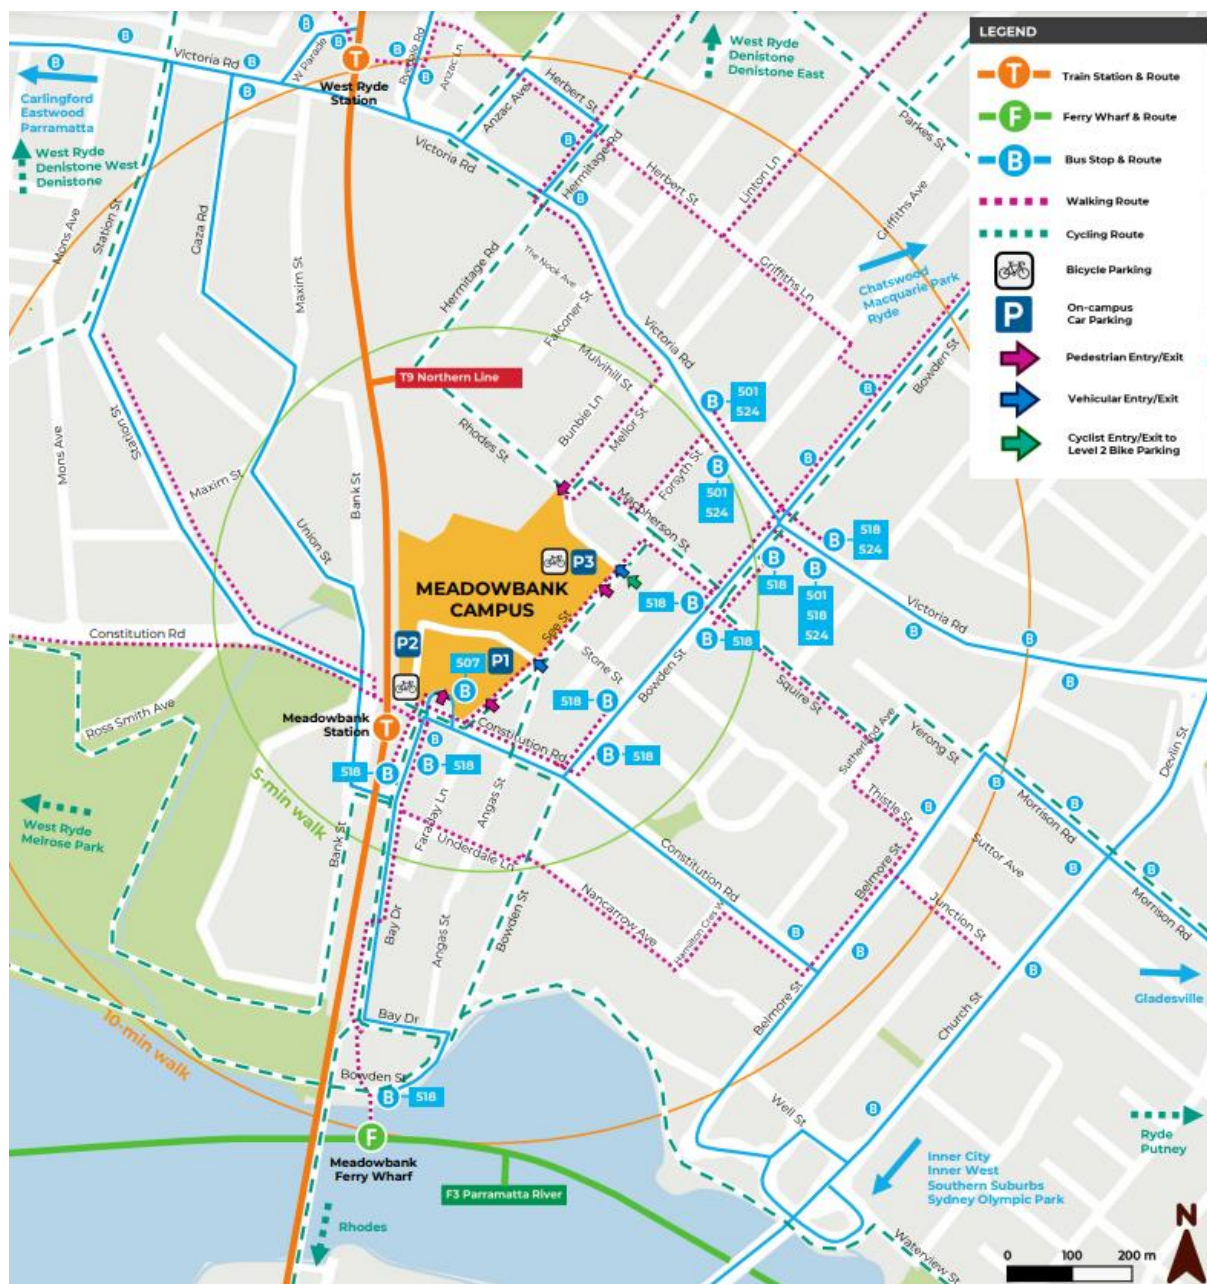 LEGEND
T
Train Station & Route
F
Ferry Wharf & Route
B
Bus Stop & Route
Walking Route
Cycling Route
Bicycle Parking
P
On-campus
Car Parking
Pedestrian Entry/Exit
Vehicular Entry/Exit
Cyclist Entry/Exit to
Level 2 Bike Parking
Victoria Rd
W Parade
T
West Ryde
Station
Ryedale Rd
Anzac Ln
Anzac Ave
Herbert St
West Ryde
Denistone
Denistone East
Parkes St
Carlingford
Eastwood
Parramatta
West Ryde
Denistone West
Denistone
Mons Ave
Station St
Gaza Rd
Maxim St
Victoria Rd
Hermitage Rd
Herbert St
Linton Ln
Griffiths Ave
Hermitage Rd
The Nook Ave
Falconer St
Griffiths Ln
Chatswood
Macquarie Park
Ryde
Victoria Rd
Bowden St
T9 Northern Line
Mulvihill St
Bunbie Ln
Mellor St
Rhodes St
Forsyth St
Macpherson St
B
501
524
B
501
524
Mons Ave
Station St
Maxim St
Bank St
Union St
B
518
524
B
518
B
501
518
524
Victoria Rd
P3
MEADOWBANK
CAMPUS
See St
518
B
B
518
Constitution Rd
P2
P1
507
B
Stone St
Bowden St
Squire St
518
B
Ross Smith Ave
Meadowbank
Station
T
Constitution Rd
B
518
518
B
B
518
Sutherland Ave
Yerong St
Devlin St
5-min walk
Faraday Ln
Angas St
Thistle St
Morrison Rd
West Ryde
Melrose Park
Bank St
Underdale Ln
Constitution Rd
Belmore St
Suttor Ave
Nancarrow Ave
Hamilton Cres W
Junction St
Morrison Rd
Bay Dr
Angas St
Bowden St
Belmore St
Church St
Gladesville
10-min walk
Bay Dr
Bowden St
B
518
F
Meadowbank
Ferry Wharf
F3 Parramatta River
Well St
Ryde
Putney
Inner City
Inner West
Southern Suburbs
Sydney Olympic Park
Rhodes
Waterview St
N
0 100 200 m